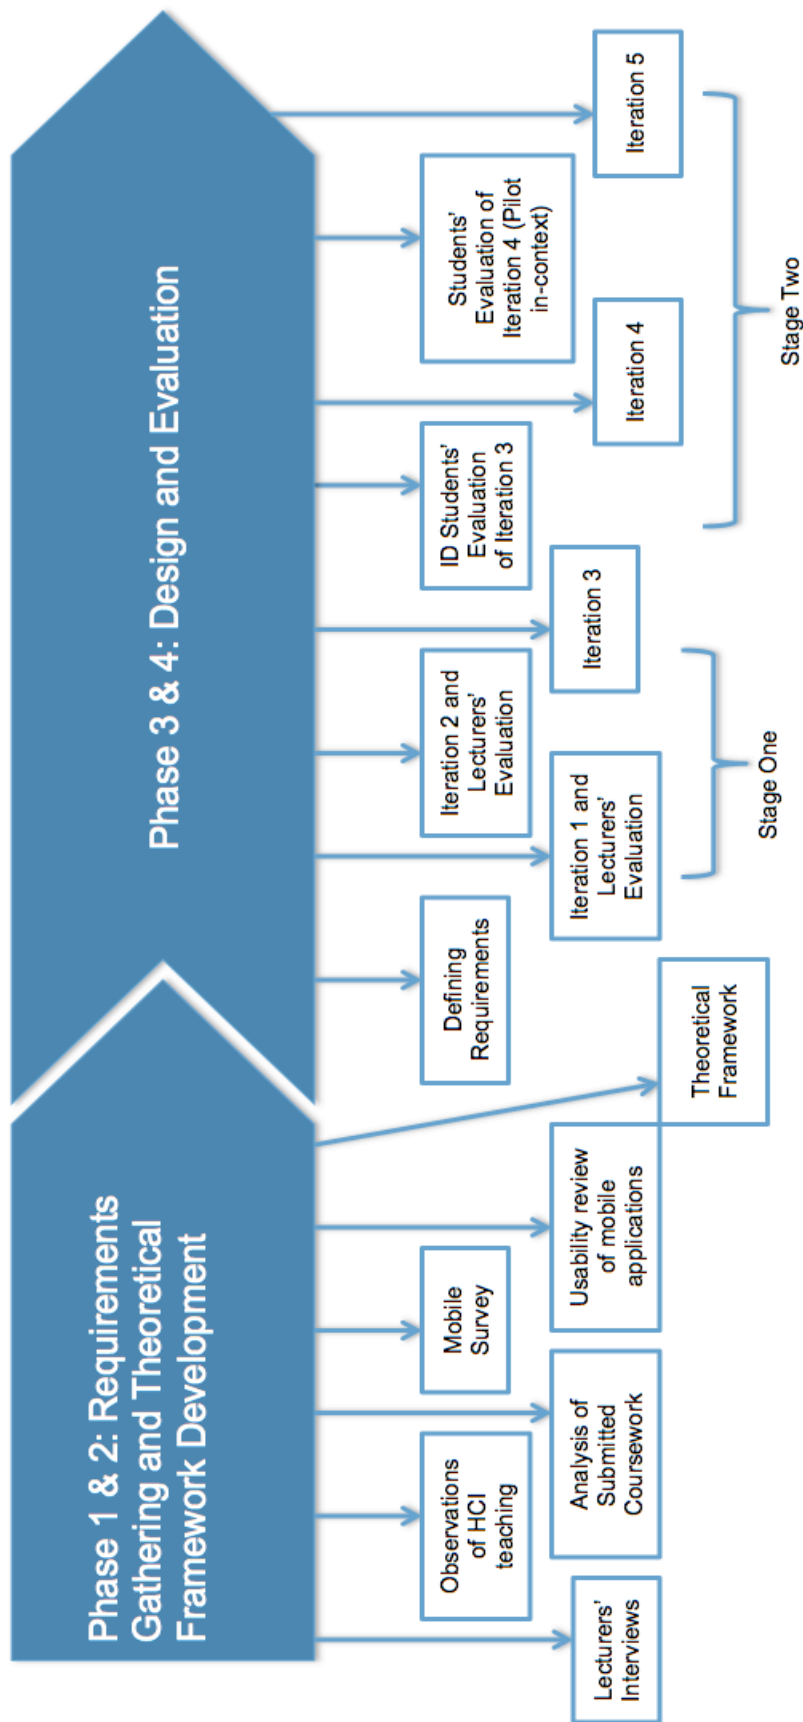 Phase 1 & 2: Requirements
Gathering and Theoretical
Framework Development
Phase 3 & 4: Design and Evaluation
Lecturers'
Interviews
Observations
of HCI
teaching
Analysis of
Submitted
Coursework
Mobile
Survey
Usability review
of mobile
applications
Theoretical
Framework
Defining
Requirements
Iteration 1 and
Lecturers'
Evaluation
Iteration 2 and
Lecturers'
Evaluation
Iteration 3
ID Students'
Evaluation
of Iteration 3
Iteration 4
Students'
Evaluation of
Iteration 4 (Pilot
in-context)
Iteration 5
Stage One
Stage Two